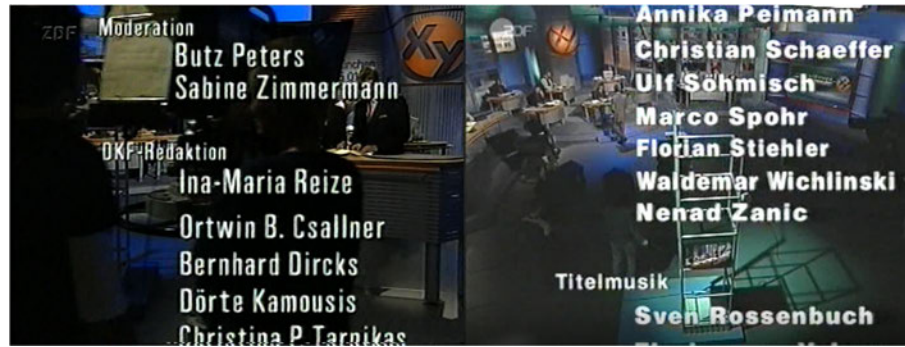 ZDF
Moderation
Butz Peters
Sabine Zimmermann
DKF-Redaktion
Ina-Maria Reize
Ortwin B. Csallner
Bernhard Dircks
Dörte Kamousis
Christina P. Tarnikas
Xy
ZDF
Annika Peimann
Christian Schaeffer
Ulf Söhmisch
Marco Spohr
Florian Stiehler
Waldemar Wichlinski
Nenad Zanic
Titelmusik
Sven Rossenbuch